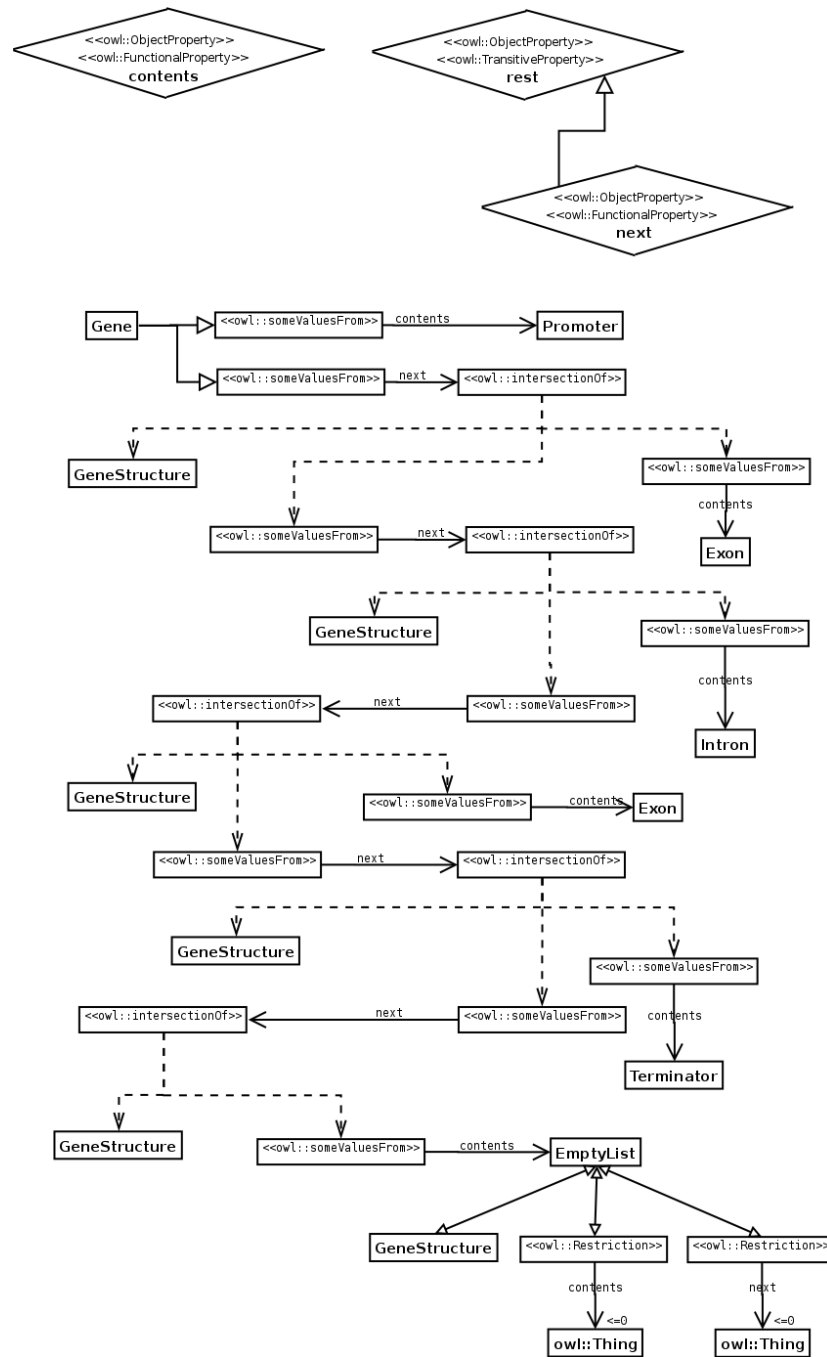 <<owl::ObjectProperty>>
<<owl::FunctionalProperty>>
contents
<<owl::ObjectProperty>>
<<owl::TransitiveProperty>>
rest
<<owl::ObjectProperty>>
<<owl::FunctionalProperty>>
next
Gene
<<owl::someValuesFrom>>
contents
Promoter
<<owl::someValuesFrom>>
next
<<owl::intersectionOf>>
GeneStructure
<<owl::someValuesFrom>>
contents
Exon
<<owl::someValuesFrom>>
next
<<owl::intersectionOf>>
GeneStructure
<<owl::someValuesFrom>>
contents
Intron
<<owl::intersectionOf>>
next
<<owl::someValuesFrom>>
GeneStructure
<<owl::someValuesFrom>>
contents
Exon
<<owl::someValuesFrom>>
next
<<owl::intersectionOf>>
GeneStructure
<<owl::someValuesFrom>>
contents
Terminator
<<owl::intersectionOf>>
next
<<owl::someValuesFrom>>
GeneStructure
<<owl::someValuesFrom>>
contents
EmptyList
GeneStructure
<<owl::Restriction>>
<<owl::Restriction>>
contents
next
<=0
<=0
owl::Thing
owl::Thing